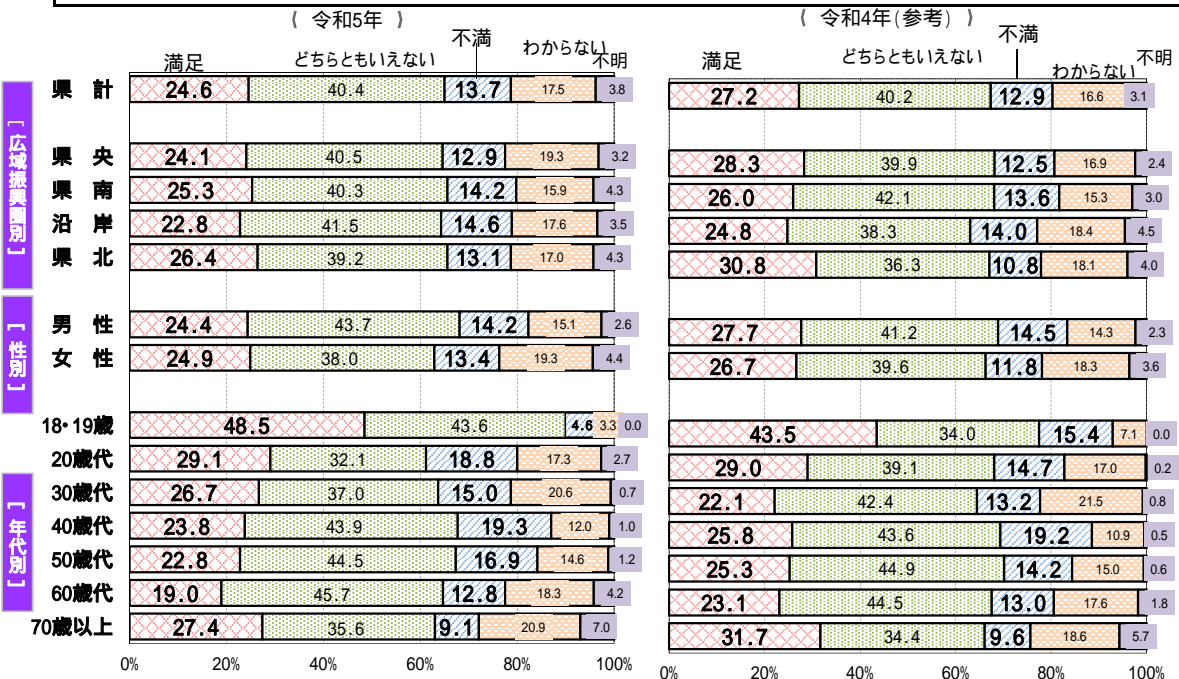 《 令和5年 》
満足 どちらともいえない 不満 わからない 不明
[広域振興圏別]
県 計 24.6 40.4 13.7 17.5 3.8
県 央 24.1 40.5 12.9 19.3 3.2
県 南 25.3 40.3 14.2 15.9 4.3
沿 岸 22.8 41.5 14.6 17.6 3.5
県 北 26.4 39.2 13.1 17.0 4.3
[性別]
男 性 24.4 43.7 14.2 15.1 2.6
女 性 24.9 38.0 13.4 19.3 4.4
[年代別]
18・19歳 48.5 43.6 4.6 3.3 0.0
20歳代 29.1 32.1 18.8 17.3 2.7
30歳代 26.7 37.0 15.0 20.6 0.7
40歳代 23.8 43.9 19.3 12.0 1.0
50歳代 22.8 44.5 16.9 14.6 1.2
60歳代 19.0 45.7 12.8 18.3 4.2
70歳以上 27.4 35.6 9.1 20.9 7.0
0% 20% 40% 60% 80% 100%
《 令和4年(参考) 》
満足 どちらともいえない 不満 わからない 不明
27.2 40.2 12.9 16.6 3.1
28.3 39.9 12.5 16.9 2.4
26.0 42.1 13.6 15.3 3.0
24.8 38.3 14.0 18.4 4.5
30.8 36.3 10.8 18.1 4.0
27.7 41.2 14.5 14.3 2.3
26.7 39.6 11.8 18.3 3.6
43.5 34.0 15.4 7.1 0.0
29.0 39.1 14.7 17.0 0.2
22.1 42.4 13.2 21.5 0.8
25.8 43.6 19.2 10.9 0.5
25.3 44.9 14.2 15.0 0.6
23.1 44.5 13.0 17.6 1.8
31.7 34.4 9.6 18.6 5.7
0% 20% 40% 60% 80% 100%